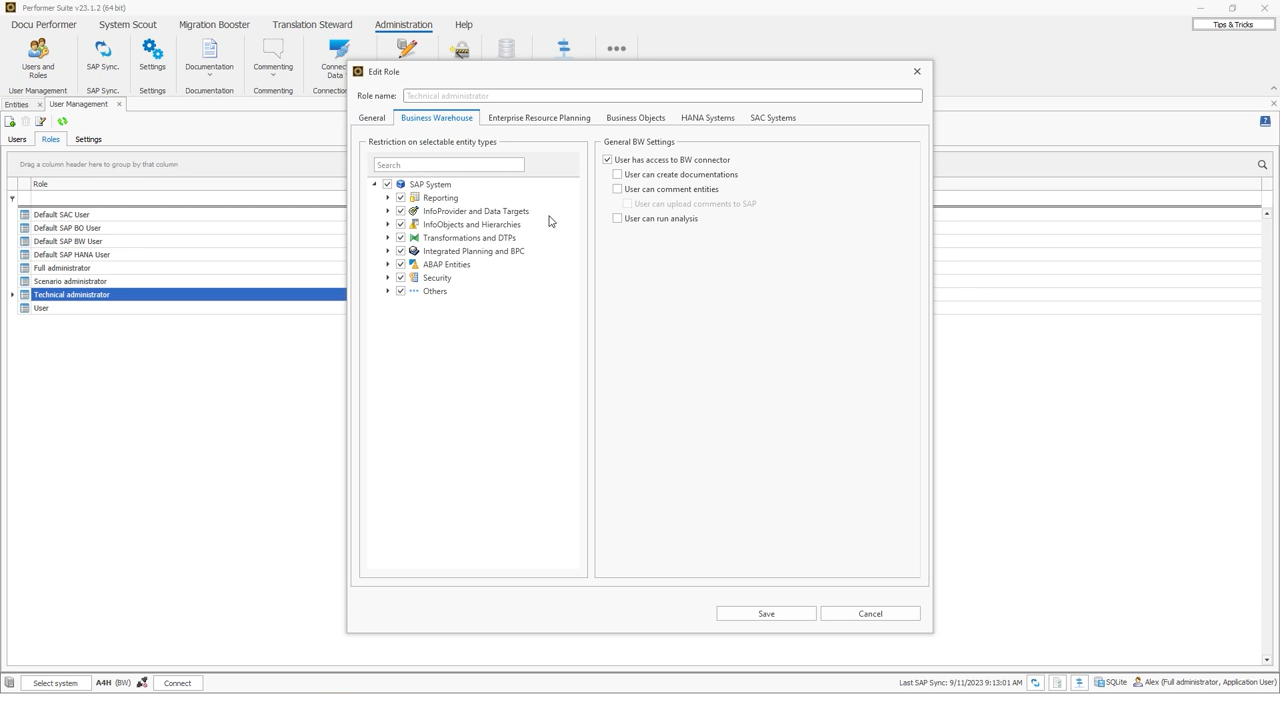 Performer Suite v23.1.2 (64 bit)
Docu Performer System Scout Migration Booster Translation Steward Administration Help
Tips & Tricks
Users and Roles
SAP Sync.
Settings
Documentation
Commenting
User Management SAP Sync. Settings Documentation Commenting
Entities User Management
Users Roles Settings
Drag a column header here to group by that column
Role
Default SAC User
Default SAP BO User
Default SAP BW User
Default SAP HANA User
Full administrator
Scenario administrator
Technical administrator
User
Edit Role
Role name: Technical administrator
General Business Warehouse Enterprise Resource Planning Business Objects HANA Systems SAC Systems
Restriction on selectable entity types
Search
SAP System
Reporting
InfoProvider and Data Targets
InfoObjects and Hierarchies
Transformations and DTPs
Integrated Planning and BPC
ABAP Entities
Security
Others
General BW Settings
User has access to BW connector
User can create documentations
User can comment entities
User can upload comments to SAP
User can run analysis
Save Cancel
Select system A4H (BW) Connect Last SAP Sync: 9/11/2023 9:13:01 AM SQLite Alex (Full administrator, Application User)